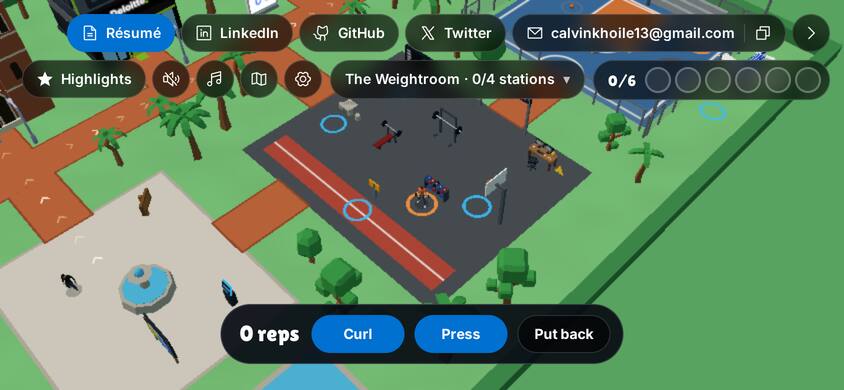 Deloitte.
Résumé
LinkedIn
GitHub
Twitter
calvinkhoile13@gmail.com
Highlights
The Weightroom · 0/4 stations
0/6
0 reps
Curl
Press
Put back